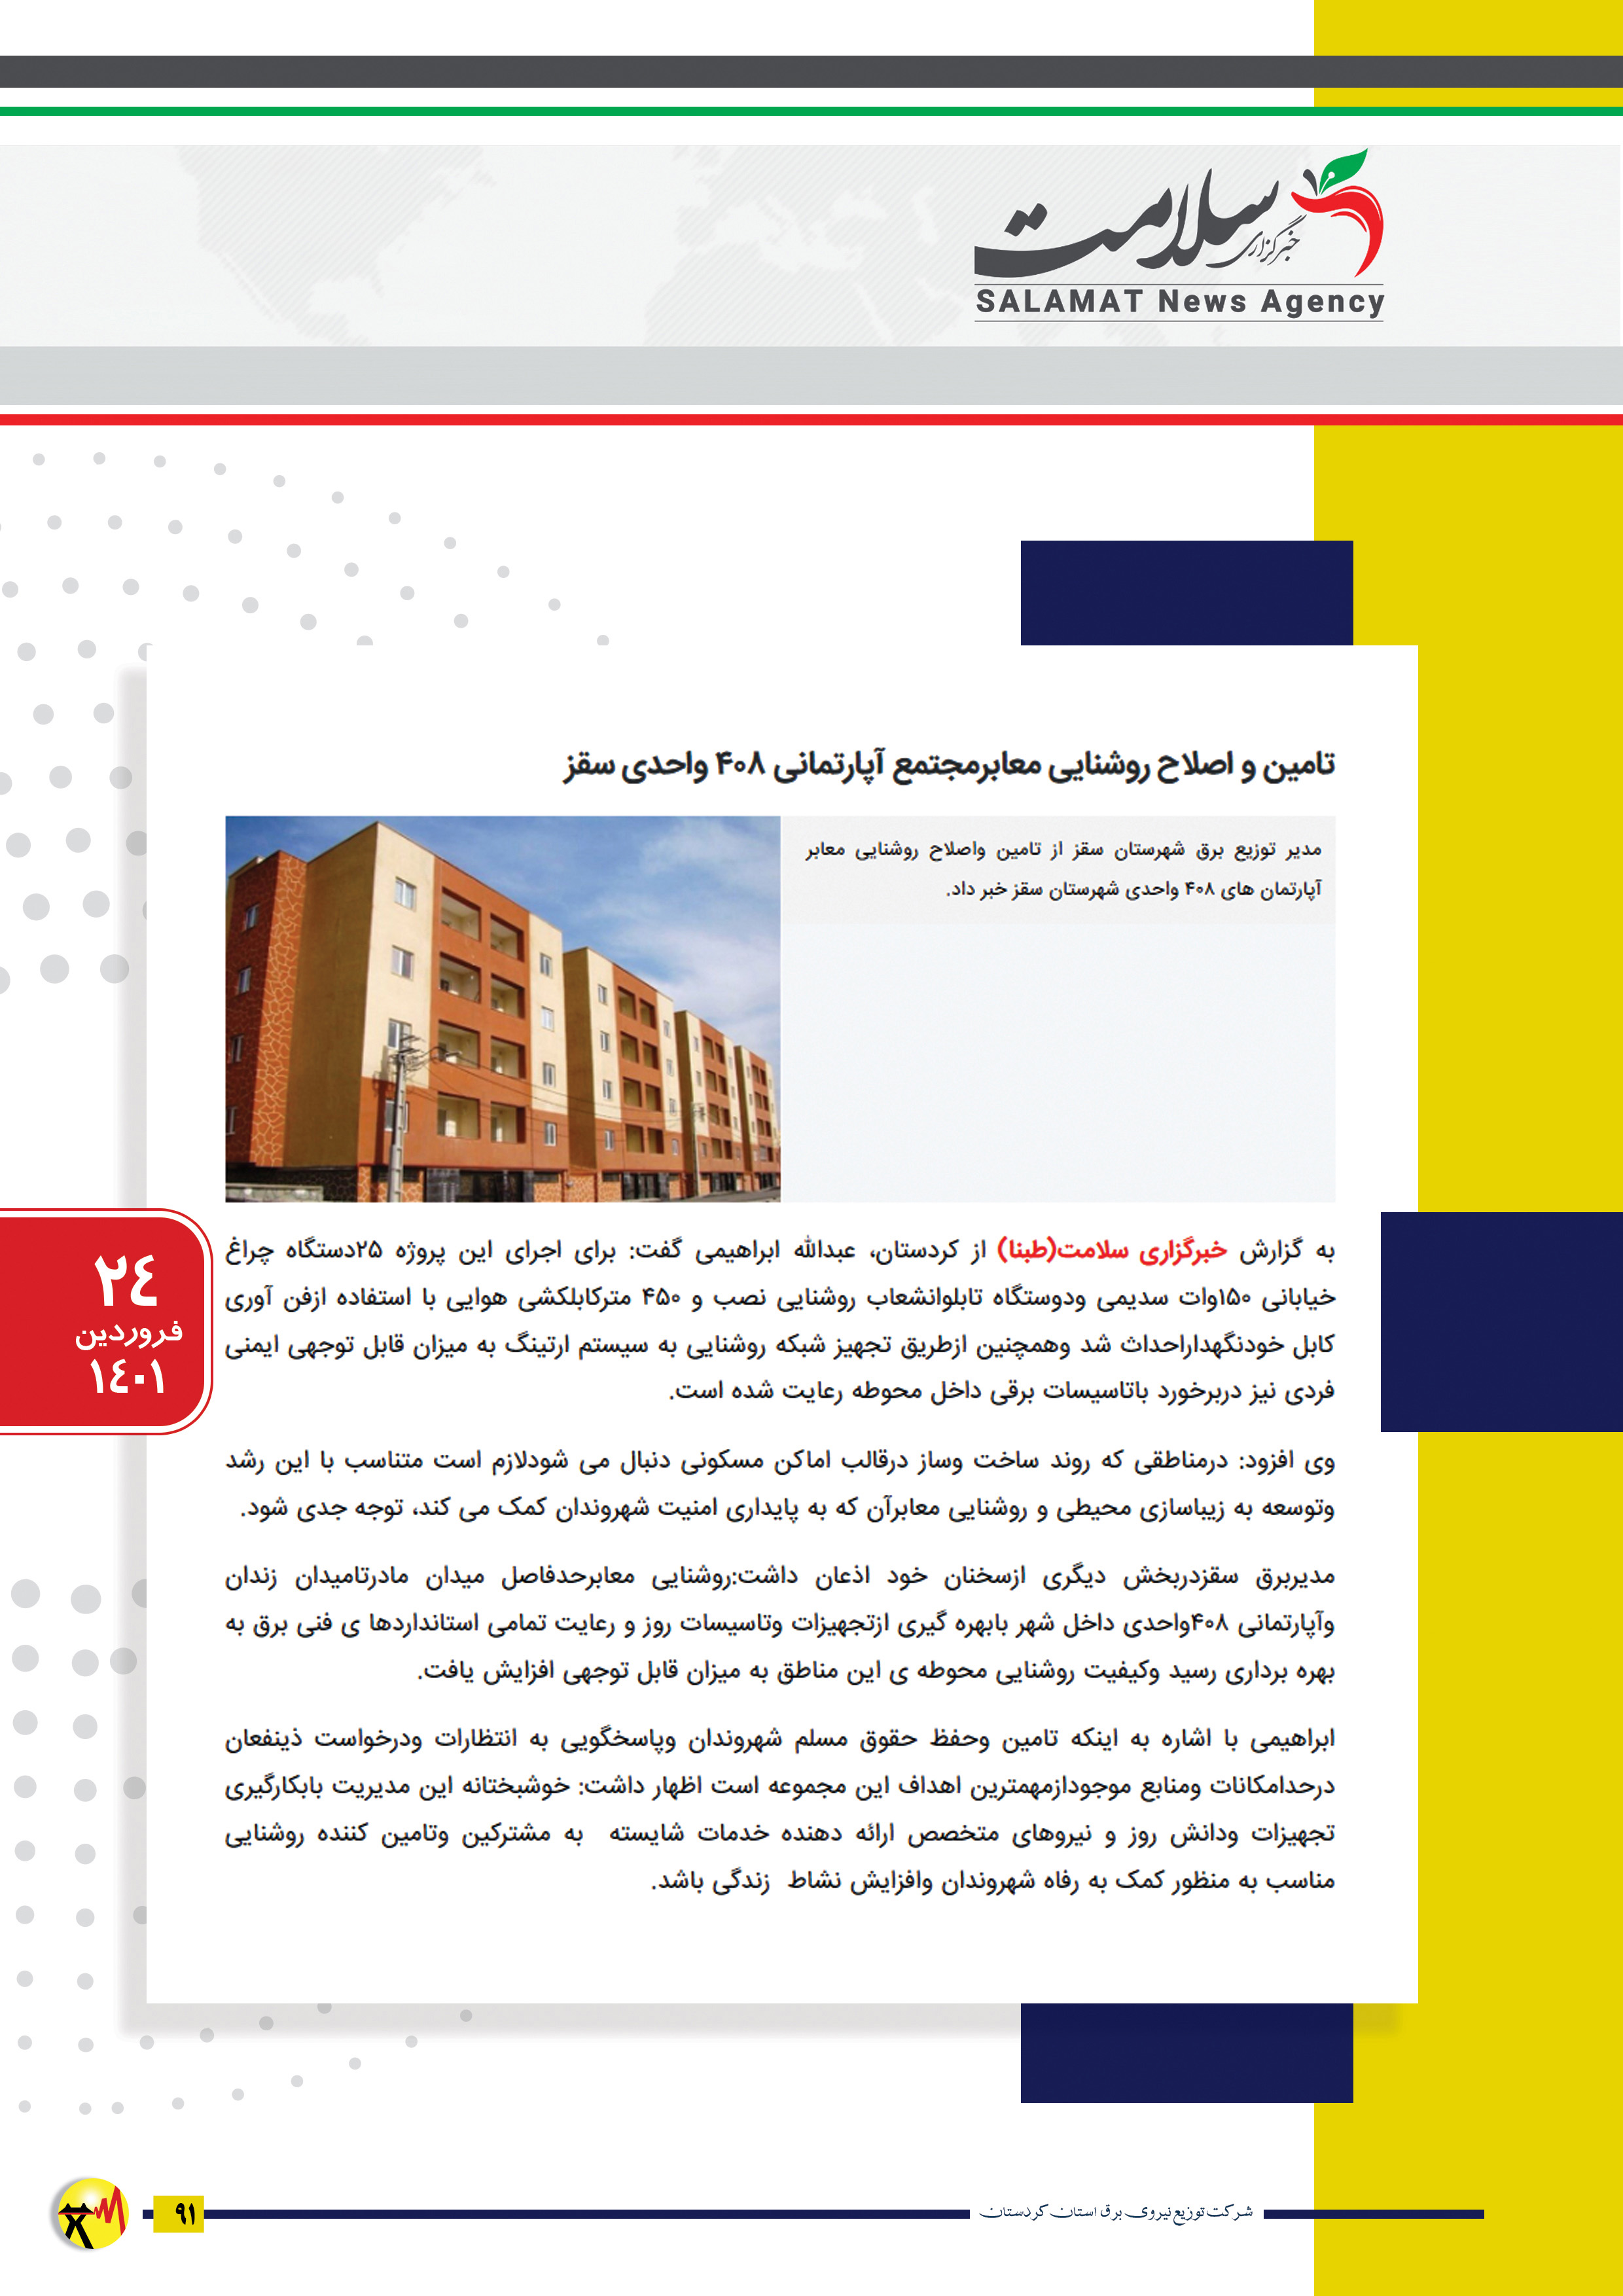 سلامت
خبرگزاری
SALAMAT News Agency
تامین و اصلاح روشنایی معابرمجتمع آپارتمانی ۴۰۸ واحدی سقز
مدیر توزیع برق شهرستان سقز از تامین واصلاح روشنایی معابر
آپارتمان های ۴۰۸ واحدی شهرستان سقز خبر داد.
به گزارش خبرگزاری سلامت(طبنا) از کردستان، عبدالله ابراهیمی گفت: برای اجرای این پروژه ۲۵دستگاه چراغ
خیابانی ۱۵۰وات سدیمی ودوستگاه تابلوانشعاب روشنایی نصب و ۴۵۰ مترکابلکشی هوایی با استفاده ازفن آوری
کابل خودنگهداراحداث شد وهمچنین ازطریق تجهیز شبکه روشنایی به سیستم ارتینگ به میزان قابل توجهی ایمنی
فردی نیز دربرخورد باتاسیسات برقی داخل محوطه رعایت شده است.
وی افزود: درمناطقی که روند ساخت وساز درقالب اماکن مسکونی دنبال می شودلازم است متناسب با این رشد
وتوسعه به زیباسازی محیطی و روشنایی معابرآن که به پایداری امنیت شهروندان کمک می کند، توجه جدی شود.
مدیربرق سقزدربخش دیگری ازسخنان خود اذعان داشت:روشنایی معابرحدفاصل میدان مادرتامیدان زندان
وآپارتمانی ۴۰۸واحدی داخل شهر بابهره گیری ازتجهیزات وتاسیسات روز و رعایت تمامی استانداردها ی فنی برق به
بهره برداری رسید وکیفیت روشنایی محوطه ی این مناطق به میزان قابل توجهی افزایش یافت.
ابراهیمی با اشاره به اینکه تامین وحفظ حقوق مسلم شهروندان وپاسخگویی به انتظارات ودرخواست ذینفعان
درحدامکانات ومنابع موجودازمهمترین اهداف این مجموعه است اظهار داشت: خوشبختانه این مدیریت بابکارگیری
تجهیزات ودانش روز و نیروهای متخصص ارائه دهنده خدمات شایسته به مشترکین وتامین کننده روشنایی
مناسب به منظور کمک به رفاه شهروندان وافزایش نشاط زندگی باشد.
۲٤
فروردین
۱٤۰۱
شرکت توزیع نیروی برق استان کردستان
۹۱